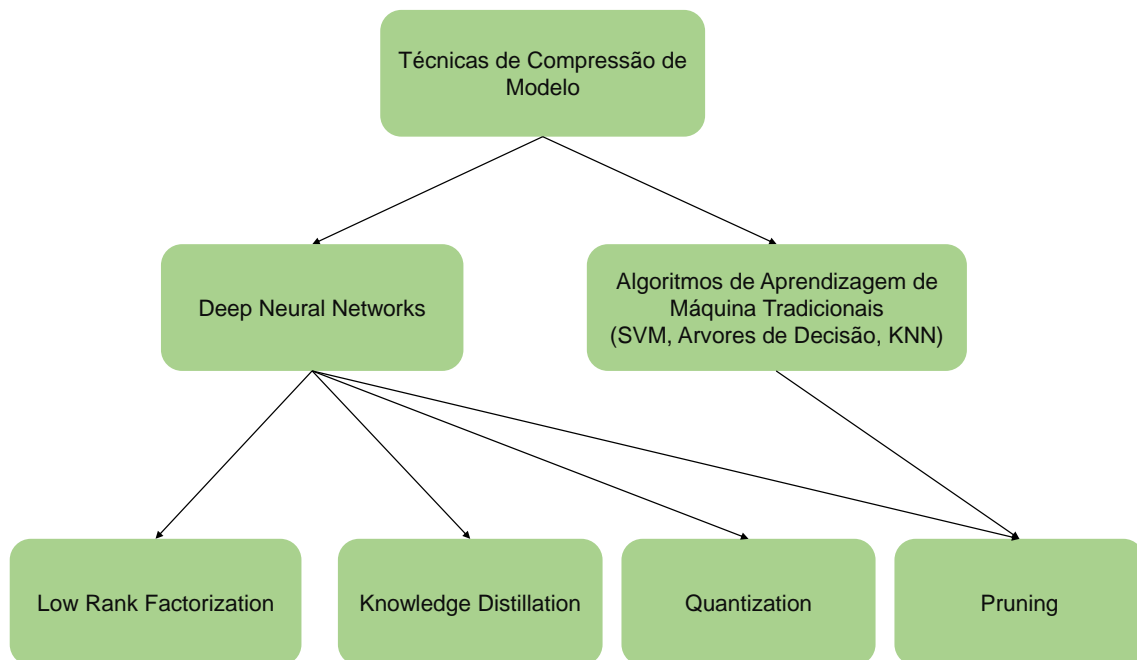 Técnicas de Compressão de
Modelo
Deep Neural Networks
Algoritmos de Aprendizagem de
Máquina Tradicionais
(SVM, Arvores de Decisão, KNN)
Low Rank Factorization
Knowledge Distillation
Quantization
Pruning